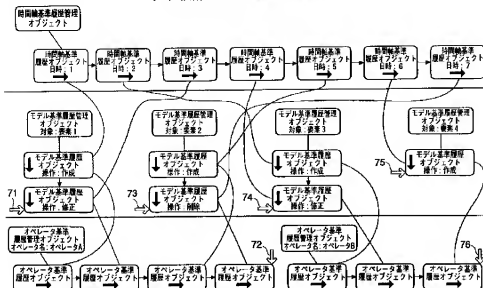 時間軸基準履歴管理
オブジェクト
時間軸基準
履歴オブジェクト
日時:1
時間軸基準
履歴オブジェクト
日時:2
時間軸基準
履歴オブジェクト
日時:3
時間軸基準
履歴オブジェクト
日時:4
時間軸基準
履歴オブジェクト
日時:5
時間軸基準
履歴オブジェクト
日時:6
時間軸基準
履歴オブジェクト
日時:7
モデル基準履歴管理
オブジェクト
対象:要素1
モデル基準履歴管理
オブジェクト
対象:要素2
モデル基準履歴管理
オブジェクト
対象:要素3
モデル基準履歴管理
オブジェクト
対象:要素4
モデル基準履歴
オブジェクト
操作:作成
モデル基準履歴
オブジェクト
操作:作成
モデル基準履歴
オブジェクト
操作:作成
75
モデル基準履歴
オブジェクト
操作:作成
71
モデル基準履歴
オブジェクト
操作:修正
73
モデル基準履歴
オブジェクト
操作:削除
74
モデル基準履歴
オブジェクト
操作:修正
オペレータ基準
履歴管理オブジェクト
オペレータ名:オペレータA
72
オペレータ基準
履歴管理オブジェクト
オペレータ名:オペレータB
76
オペレータ基準
履歴オブジェクト
オペレータ基準
履歴オブジェクト
オペレータ基準
履歴オブジェクト
オペレータ基準
履歴オブジェクト
オペレータ基準
履歴オブジェクト
オペレータ基準
履歴オブジェクト
オペレータ基準
履歴オブジェクト